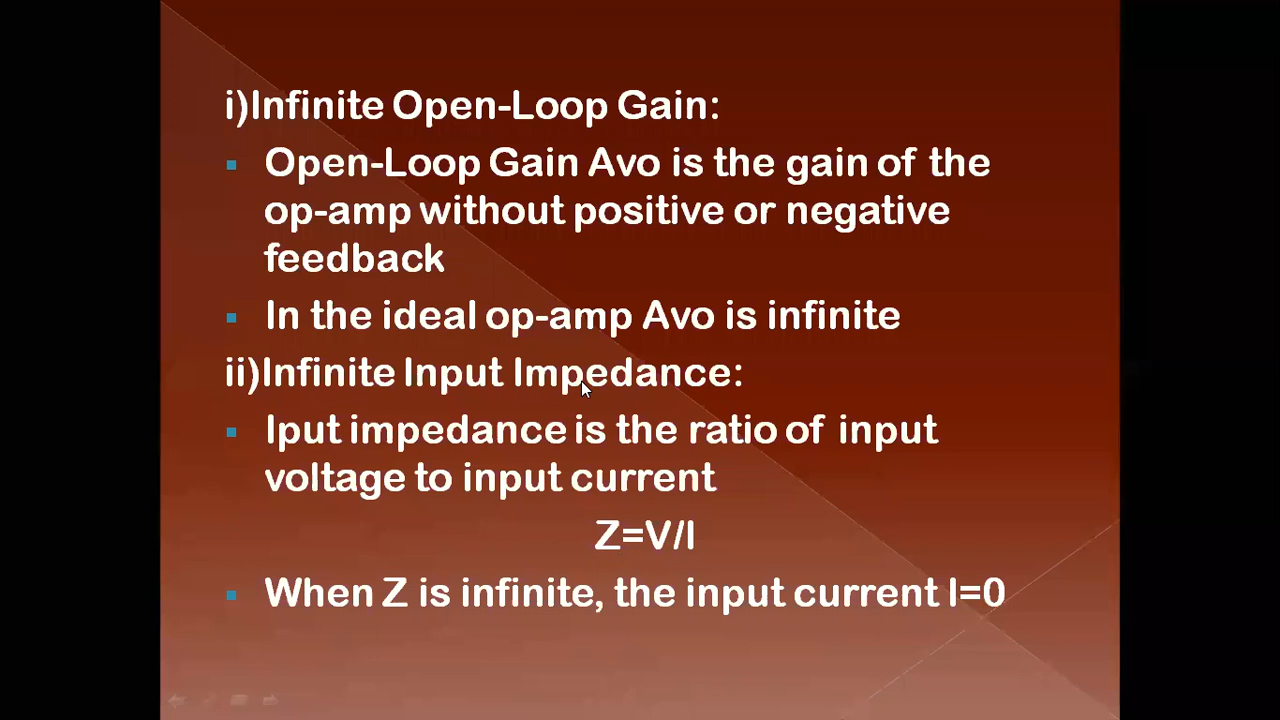 i)Infinite Open-Loop Gain:
Open-Loop Gain Avo is the gain of the
op-amp without positive or negative
feedback
In the ideal op-amp Avo is infinite
ii)Infinite Input Impedance:
Iput impedance is the ratio of input
voltage to input current
Z=V/I
When Z is infinite, the input current I=0